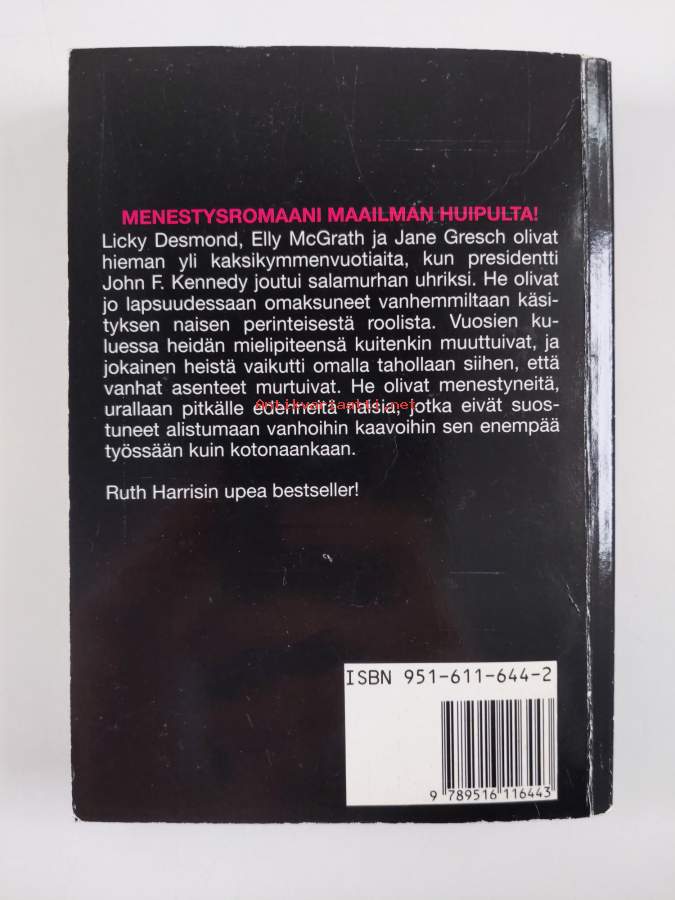 MENESTYSROMAANI MAAILMAN HUIPULTA!
Licky Desmond, Elly McGrath ja Jane Gresch olivat
hieman yli kaksikymmenvuotiaita, kun presidentti
John F. Kennedy joutui salamurhan uhriksi. He olivat
jo lapsuudessaan omaksuneet vanhemmiltaan käsi-
tyksen naisen perinteisestä roolista. Vuosien ku-
luessa heidän mielipiteensä kuitenkin muuttuivat, ja
jokainen heistä vaikutti omalla tahollaan siihen, että
vanhat asenteet murtuivat. He olivat menestyneitä,
urallaan pitkälle edenneitä naisia, jotka eivät suos-
tuneet alistumaan vanhoihin kaavoihin sen enempää
työssään kuin kotonaankaan.
Antikvariaatti.net
Ruth Harrisin upea bestseller!
ISBN 951-611-644-2
9 789516 116443